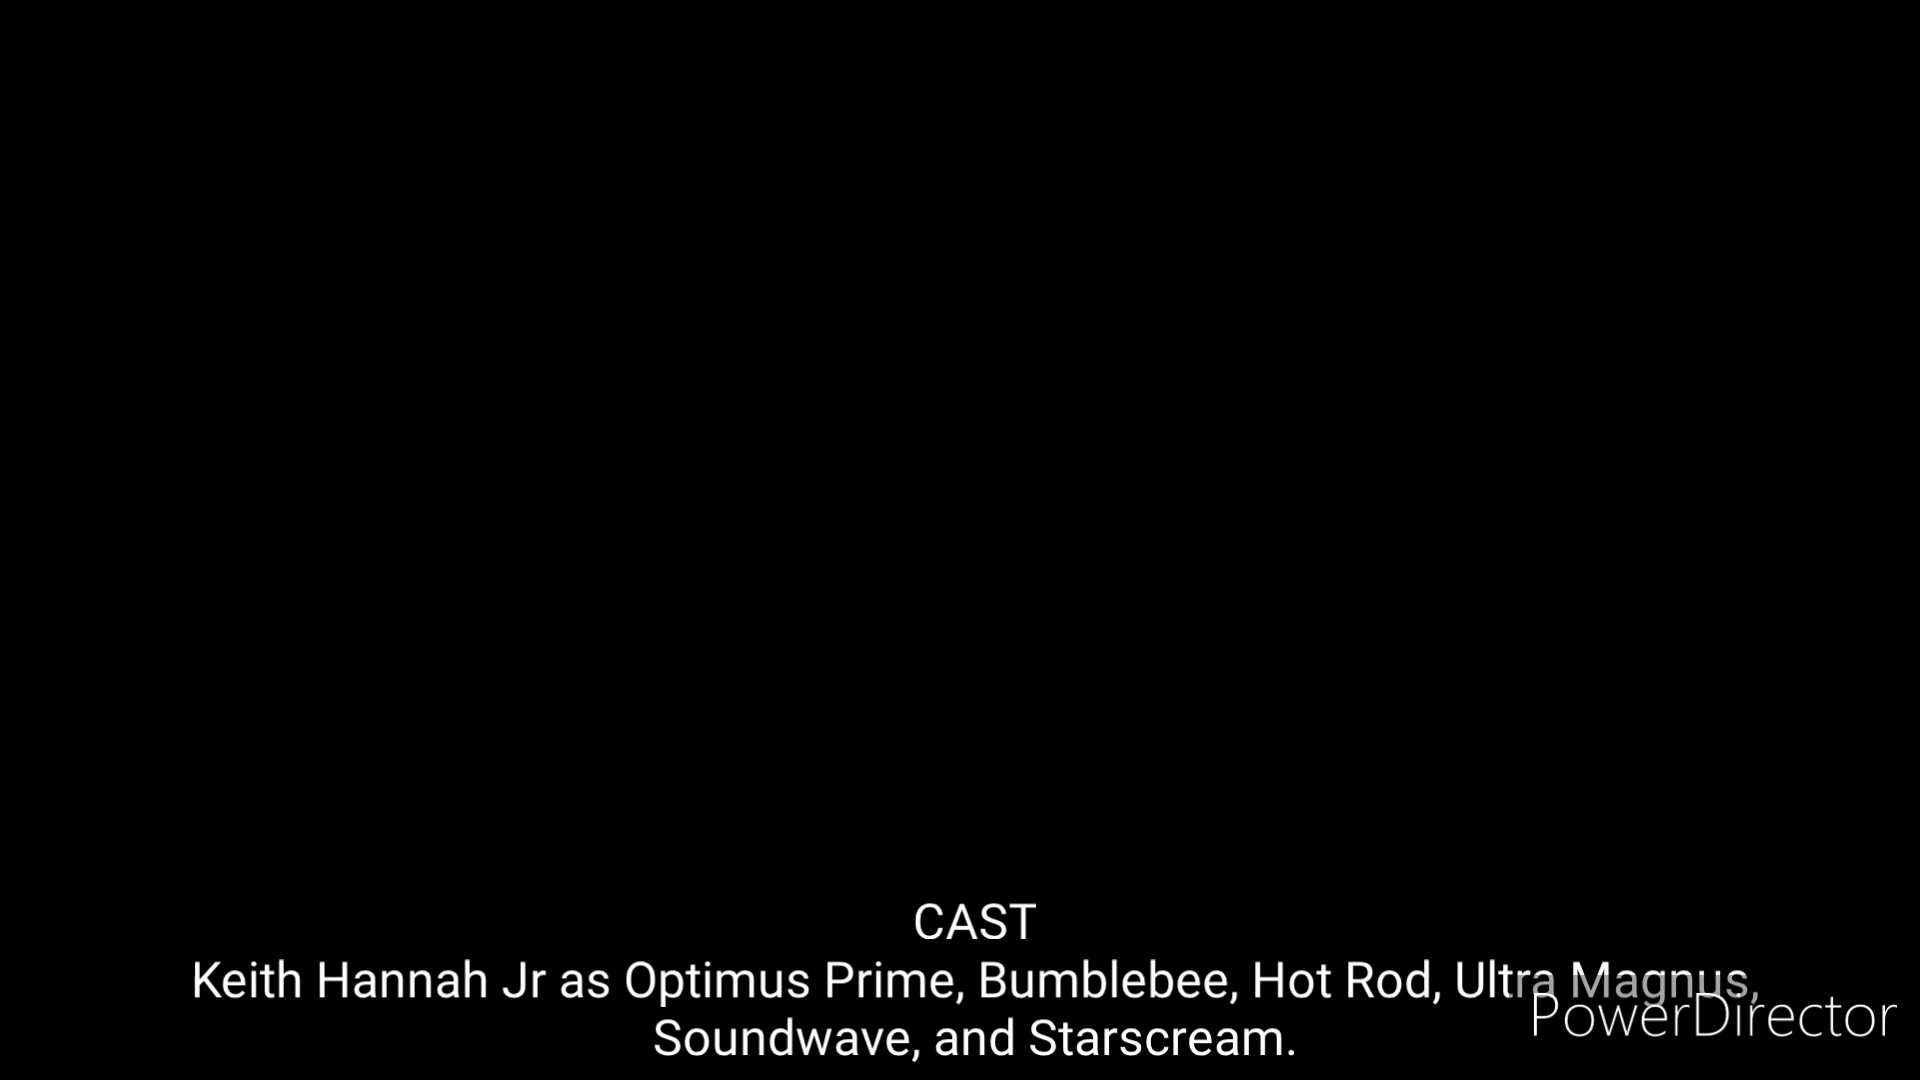 CAST
Keith Hannah Jr as Optimus Prime, Bumblebee, Hot Rod, Ultra Magnus,
Soundwave, and Starscream.
PowerDirector